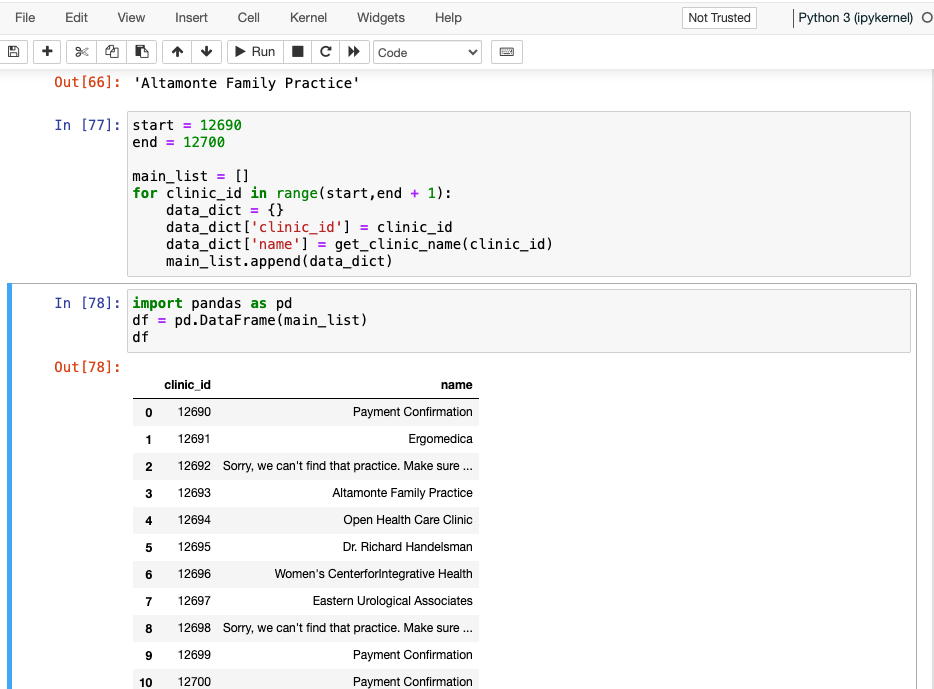 File Edit View Insert Cell Kernel Widgets Help Not Trusted Python 3 (ipykernel)
Run Code
Out[66]: 'Altamonte Family Practice'
In [77]: start = 12690
end = 12700
main_list = []
for clinic_id in range(start,end + 1):
    data_dict = {}
    data_dict['clinic_id'] = clinic_id
    data_dict['name'] = get_clinic_name(clinic_id)
    main_list.append(data_dict)
In [78]: import pandas as pd
df = pd.DataFrame(main_list)
df
Out[78]:
clinic_id name
0 12690 Payment Confirmation
1 12691 Ergomedica
2 12692 Sorry, we can't find that practice. Make sure ...
3 12693 Altamonte Family Practice
4 12694 Open Health Care Clinic
5 12695 Dr. Richard Handelsman
6 12696 Women's CenterforIntegrative Health
7 12697 Eastern Urological Associates
8 12698 Sorry, we can't find that practice. Make sure ...
9 12699 Payment Confirmation
10 12700 Payment Confirmation